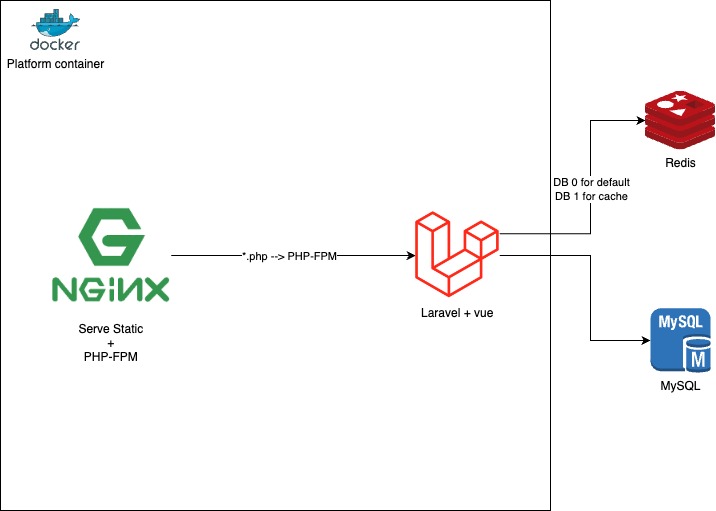 docker
Platform container
Redis
DB 0 for default
DB 1 for cache
*.php --> PHP-FPM
NGiNX
Laravel + vue
Serve Static
+
PHP-FPM
MySQL
M
MySQL